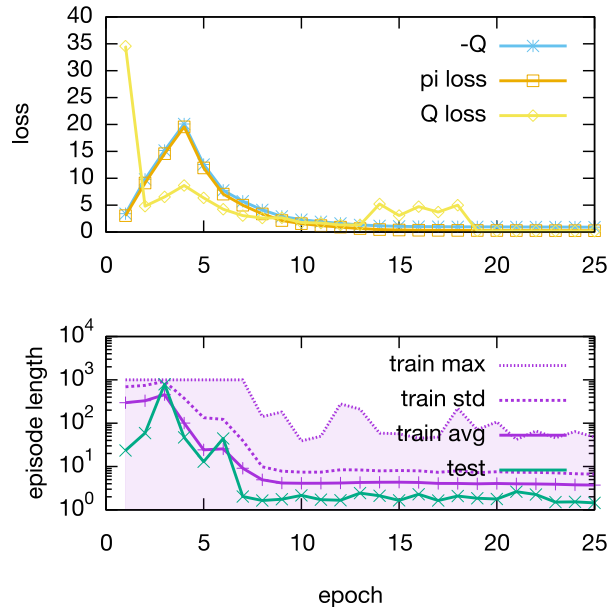 40
35
30
25
20
15
10
5
0
loss
-Q
pi loss
Q loss
0 5 10 15 20 25
10^4
10^3
10^2
10^1
10^0
episode length
train max
train std
train avg
test
0 5 10 15 20 25
epoch